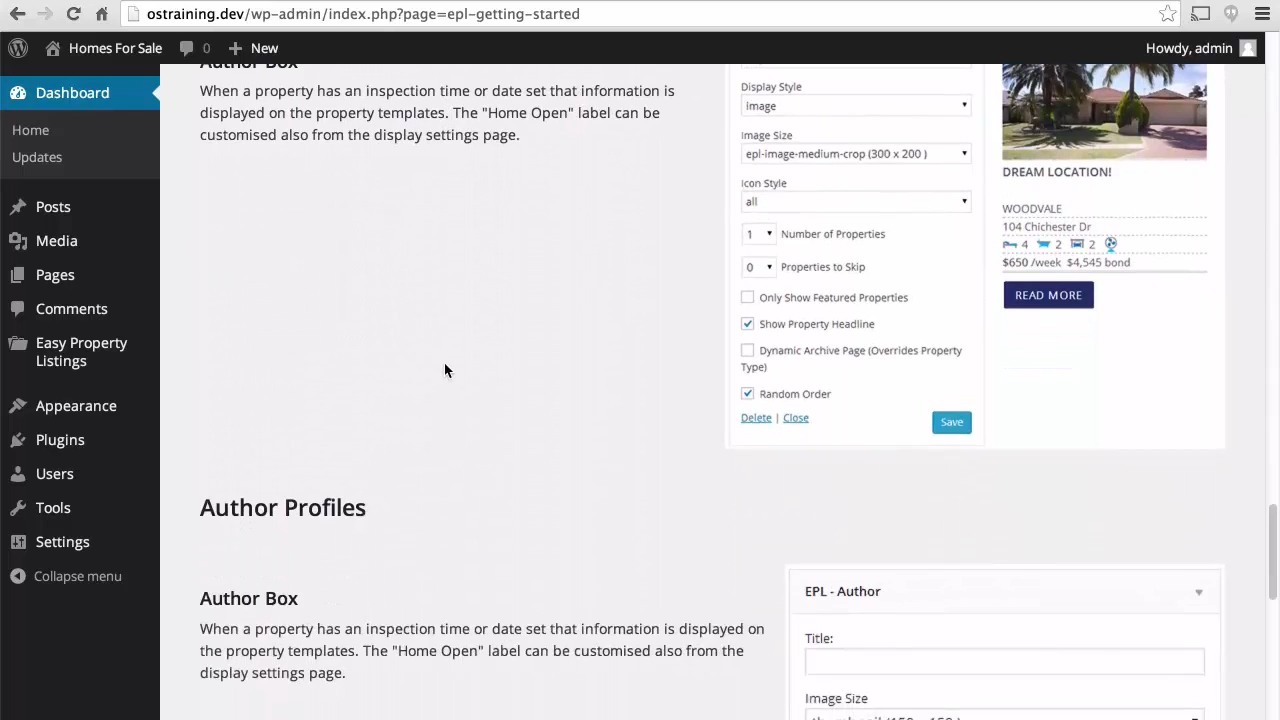 ostraining.dev/wp-admin/index.php?page=epl-getting-started
Homes For Sale
0
New
Howdy, admin
Dashboard
Home
Updates
Posts
Media
Pages
Comments
Easy Property
Listings
Appearance
Plugins
Users
Tools
Settings
Collapse menu
Author Box
When a property has an inspection time or date set that information is
displayed on the property templates. The "Home Open" label can be
customised also from the display settings page.
Display Style
image
Image Size
epl-image-medium-crop (300 x 200 )
Icon Style
all
1 Number of Properties
0 Properties to Skip
Only Show Featured Properties
Show Property Headline
Dynamic Archive Page (Overrides Property
Type)
Random Order
Delete | Close
Save
DREAM LOCATION!
WOODVALE
104 Chichester Dr
4 2 2
$650 /week $4,545 bond
READ MORE
Author Profiles
Author Box
When a property has an inspection time or date set that information is displayed on
the property templates. The "Home Open" label can be customised also from the
display settings page.
EPL - Author
Title:
Image Size